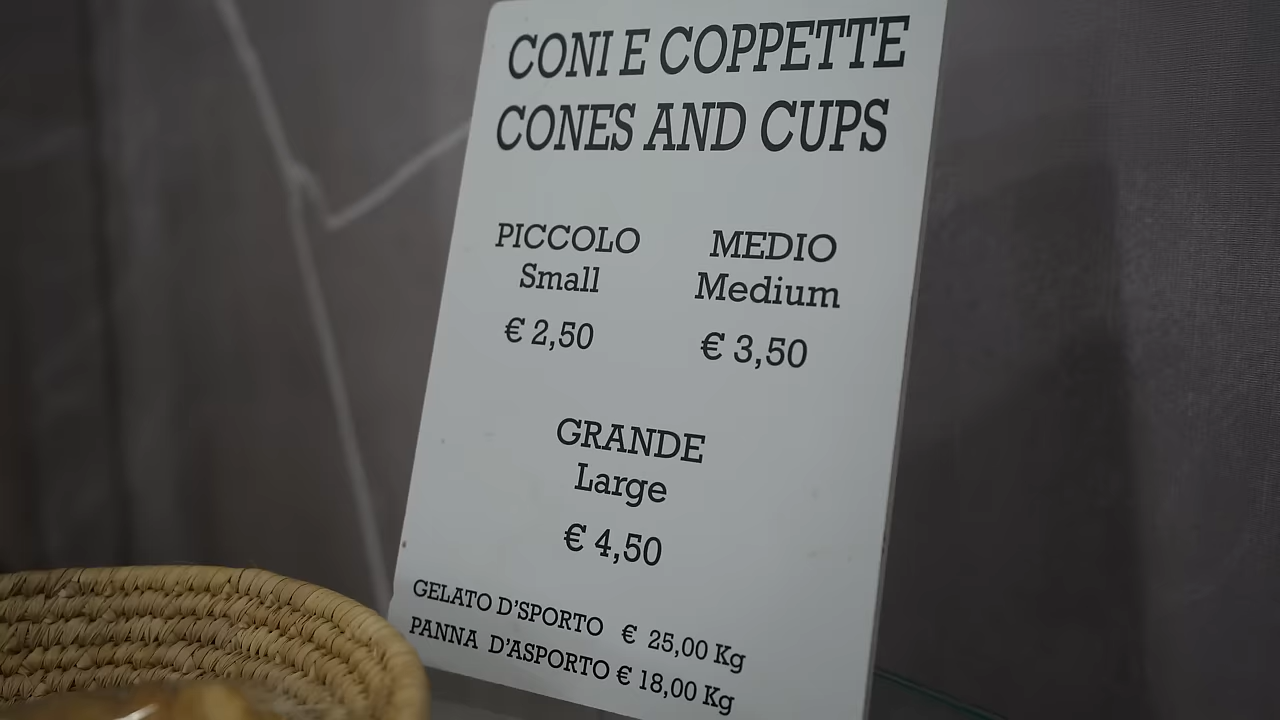 CONI E COPPETTE
CONES AND CUPS
PICCOLO MEDIO
Small Medium
€ 2,50 € 3,50
GRANDE
Large
€ 4,50
GELATO D'SPORTO € 25,00 Kg
PANNA D'ASPORTO € 18,00 Kg